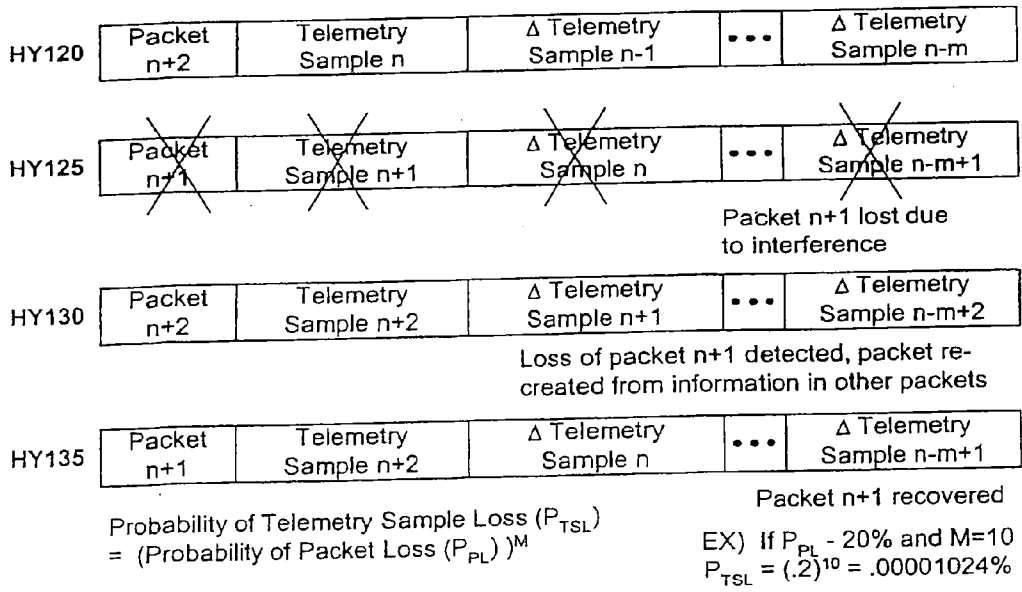 HY120 Packet n+2 Telemetry Sample n Δ Telemetry Sample n-1 ••• Δ Telemetry Sample n-m
HY125 Packet n+1 Telemetry Sample n+1 Δ Telemetry Sample n ••• Δ Telemetry Sample n-m+1
Packet n+1 lost due
to interference
HY130 Packet n+2 Telemetry Sample n+2 Δ Telemetry Sample n+1 ••• Δ Telemetry Sample n-m+2
Loss of packet n+1 detected, packet re-
created from information in other packets
HY135 Packet n+1 Telemetry Sample n+2 Δ Telemetry Sample n ••• Δ Telemetry Sample n-m+1
Packet n+1 recovered
Probability of Telemetry Sample Loss (P_TSL)
= (Probability of Packet Loss (P_PL) )^M
EX) If P_PL - 20% and M=10
P_TSL = (.2)^10 = .00001024%